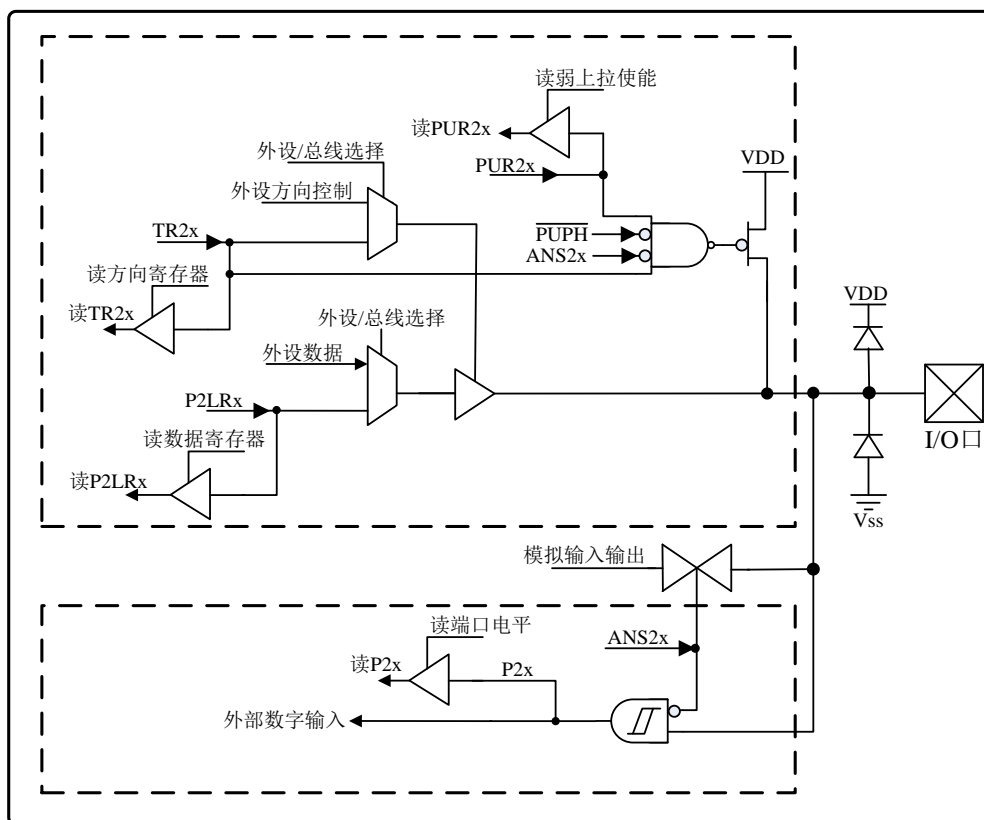 读弱上拉使能
读PUR2x
外设/总线选择
PUR2x
VDD
外设方向控制
TR2x
PUPH
ANS2x
读方向寄存器
VDD
读TR2x
外设/总线选择
外设数据
P2LRx
I/O口
读数据寄存器
读P2LRx
Vss
模拟输入输出
读端口电平
ANS2x
读P2x
P2x
外部数字输入